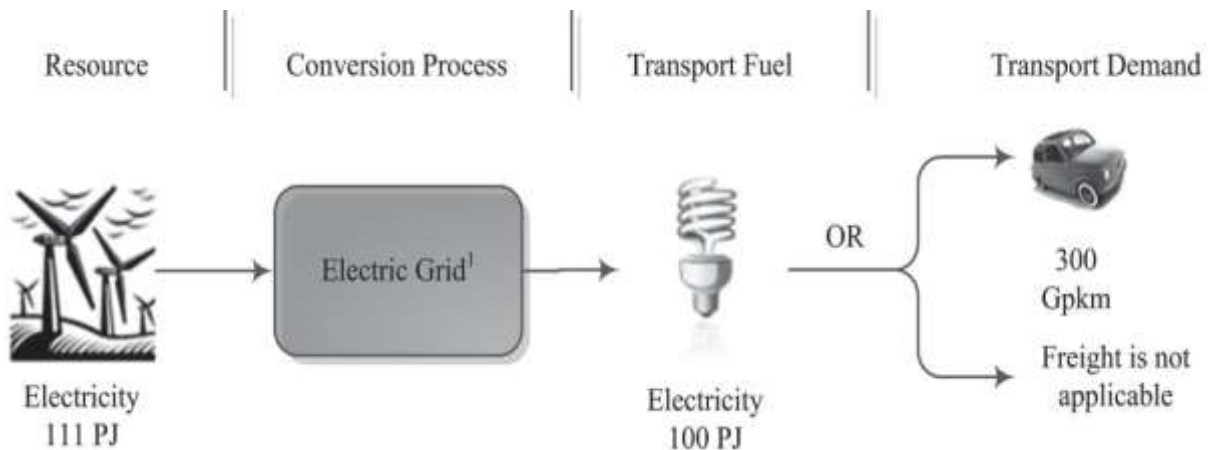 Resource
Conversion Process
Transport Fuel
Transport Demand
Electric Grid¹
OR
300
Gpkm
Freight is not
applicable
Electricity
111 PJ
Electricity
100 PJ